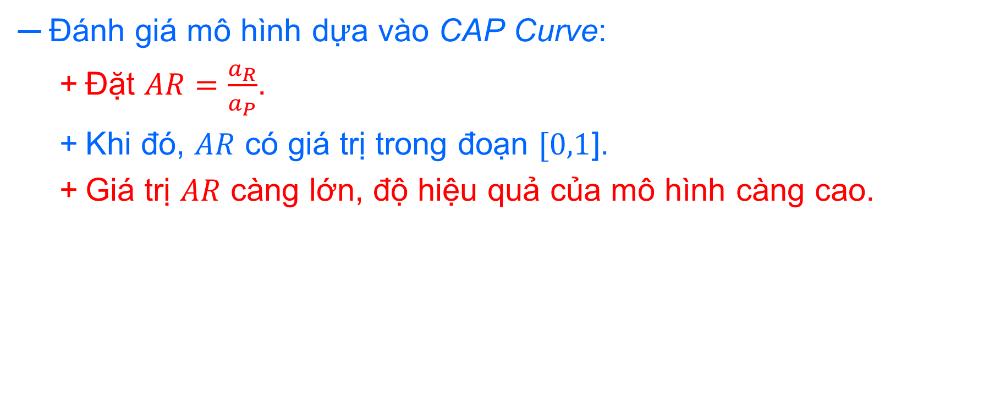 — Đánh giá mô hình dựa vào CAP Curve:
+ Đặt AR = a_R / a_P.
+ Khi đó, AR có giá trị trong đoạn [0,1].
+ Giá trị AR càng lớn, độ hiệu quả của mô hình càng cao.